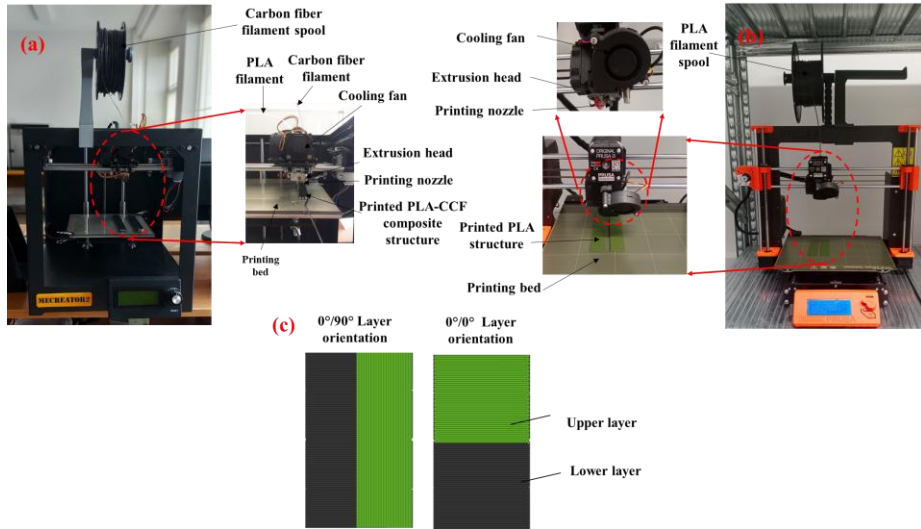 (a)
Carbon fiber
filament spool
PLA
filament
Carbon fiber
filament
Cooling fan
Extrusion head
Printing nozzle
Printed PLA-CCF
composite
structure
Printing
bed
MECREATOR2
Cooling fan
Extrusion head
Printing nozzle
PLA
filament
spool
(b)
ORIGINAL
PRUSA
PRUSA
Printed PLA
structure
Printing bed
(c)
0°/90° Layer
orientation
0°/0° Layer
orientation
Upper layer
Lower layer